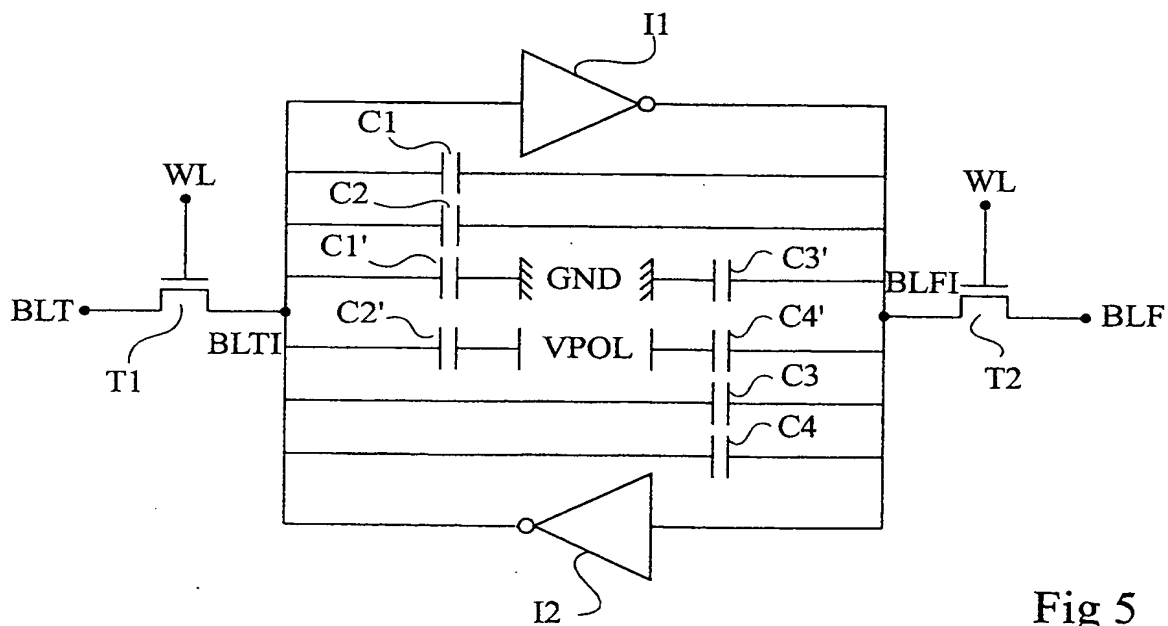 I1
C1
WL
C2
WL
C1'
GND
C3'
BLFI
BLT
BLTI
C2'
VPOL
C4'
BLF
T1
C3
T2
C4
I2
Fig 5